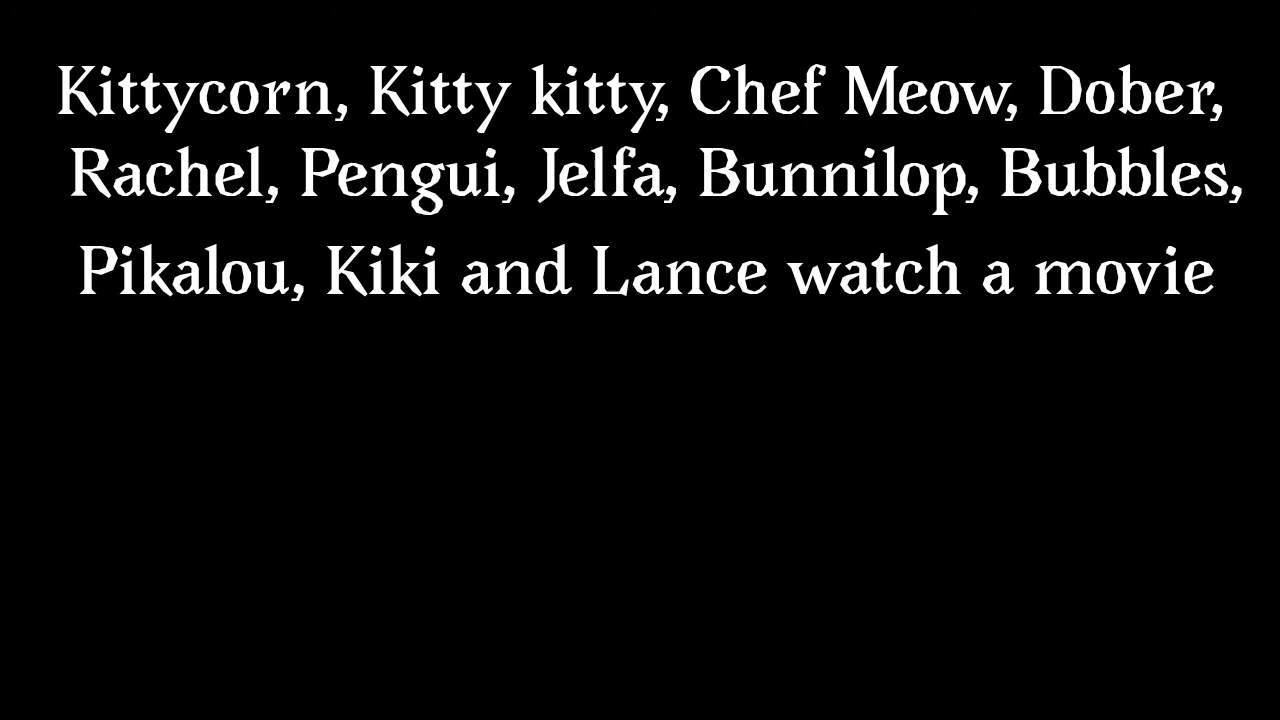 Kittycorn, Kitty kitty, Chef Meow, Dober,
Rachel, Pengui, Jelfa, Bunnilop, Bubbles,
Pikalou, Kiki and Lance watch a movie